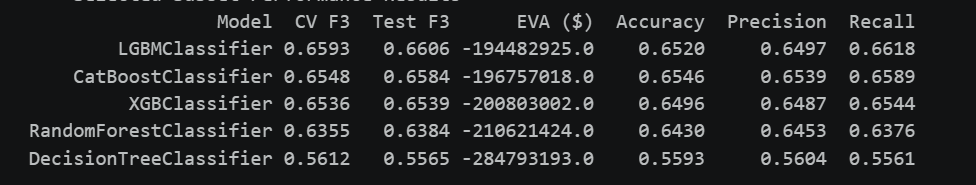 Model CV F3 Test F3 EVA ($) Accuracy Precision Recall
LGBMClassifier 0.6593 0.6606 -194482925.0 0.6520 0.6497 0.6618
CatBoostClassifier 0.6548 0.6584 -196757018.0 0.6546 0.6539 0.6589
XGBClassifier 0.6536 0.6539 -200803002.0 0.6496 0.6487 0.6544
RandomForestClassifier 0.6355 0.6384 -210621424.0 0.6430 0.6453 0.6376
DecisionTreeClassifier 0.5612 0.5565 -284793193.0 0.5593 0.5604 0.5561